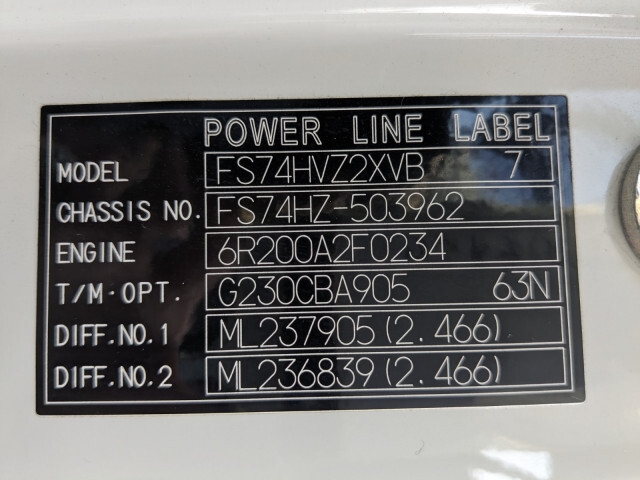 POWER LINE LABEL
MODEL FS74HVZ2XVB 7
CHASSIS NO. FS74HZ-503962
ENGINE 6R200A2F0234
T/M·OPT. G230CBA905 63N
DIFF.NO.1 ML237905(2.466)
DIFF.NO.2 ML236839(2.466)